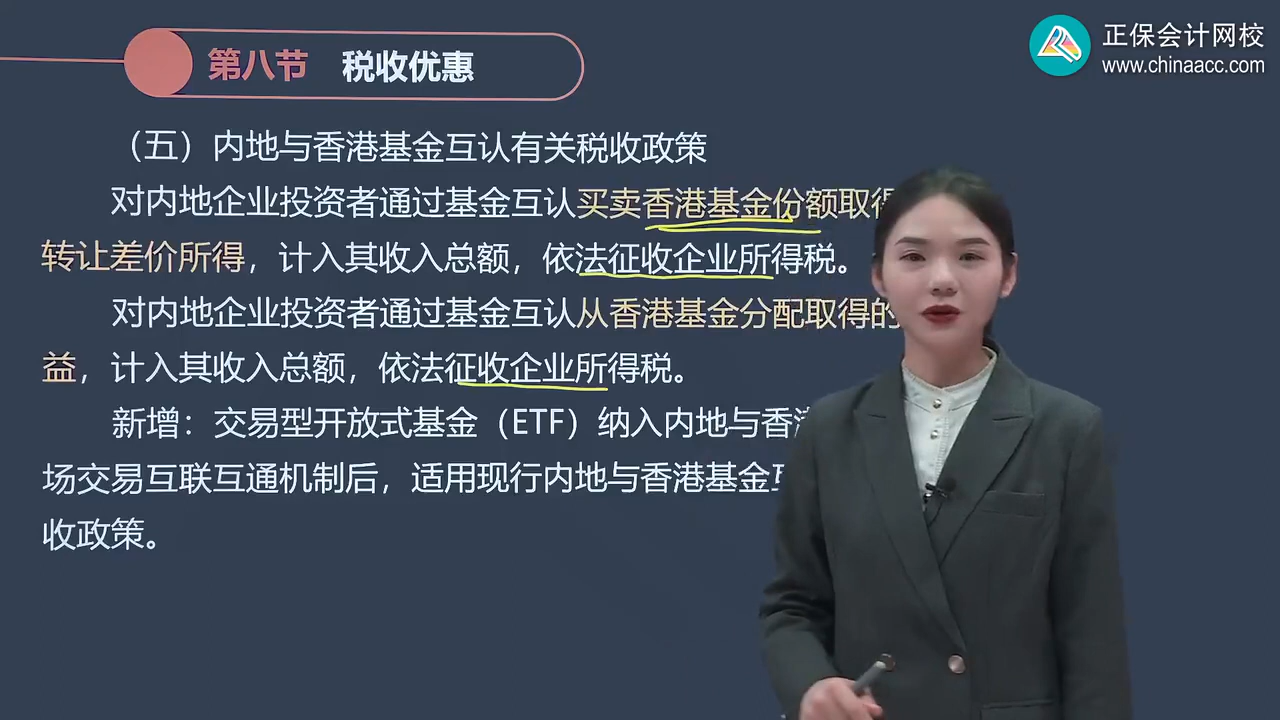 第八节 税收优惠
正保会计网校
www.chinaacc.com
(五)内地与香港基金互认有关税收政策
对内地企业投资者通过基金互认买卖香港基金份额取得
转让差价所得,计入其收入总额,依法征收企业所得税。
对内地企业投资者通过基金互认从香港基金分配取得的
益,计入其收入总额,依法征收企业所得税。
新增:交易型开放式基金(ETF)纳入内地与香
场交易互联互通机制后,适用现行内地与香港基金
收政策。